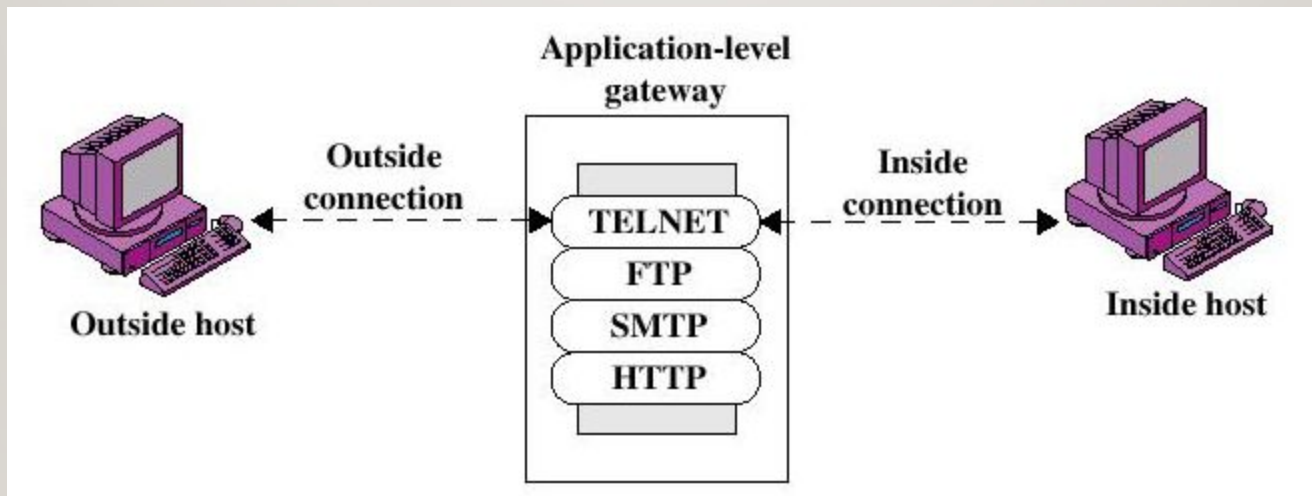 Application-level
gateway
Outside
connection
Inside
connection
TELNET
FTP
SMTP
HTTP
Outside host
Inside host